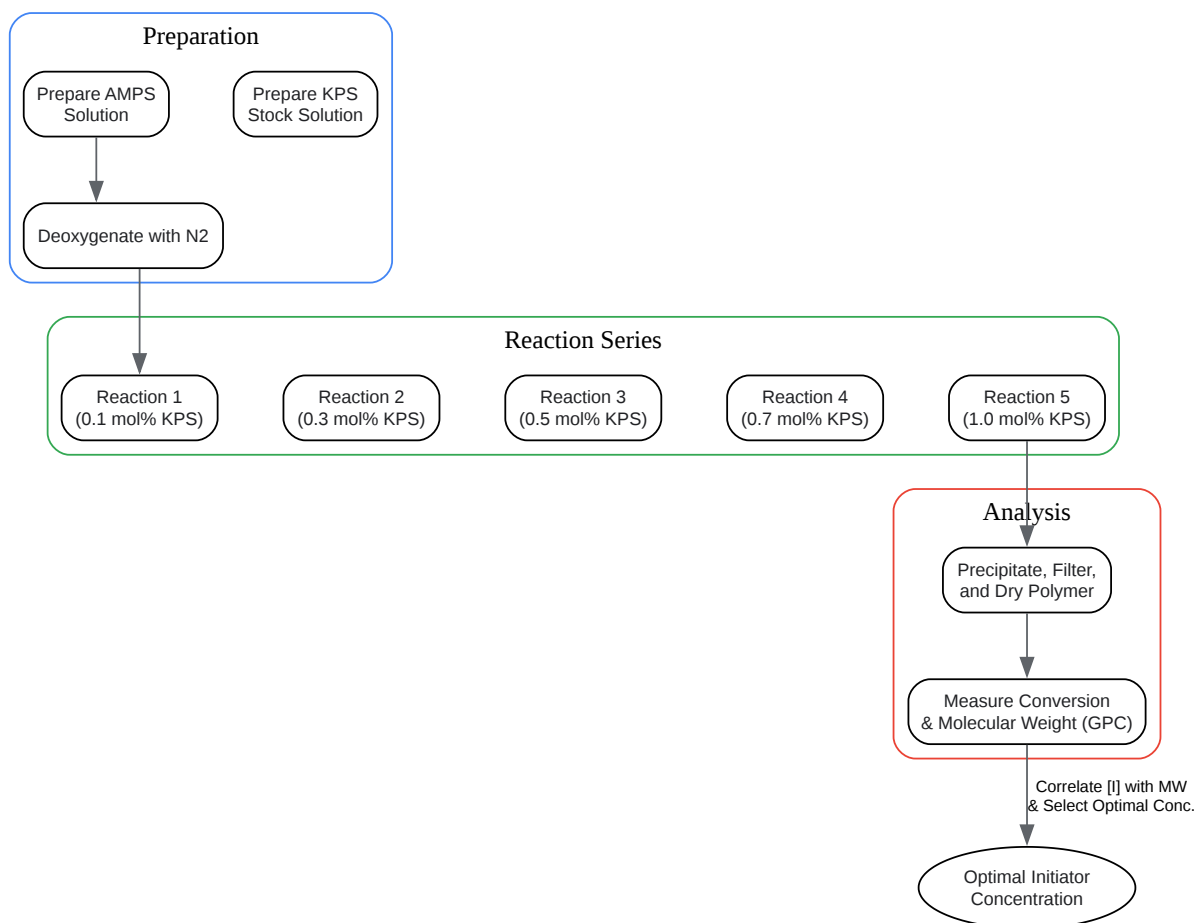 Preparation
Prepare AMPS
Solution
Prepare KPS
Stock Solution
Deoxygenate with N2
Reaction Series
Reaction 1
(0.1 mol% KPS)
Reaction 2
(0.3 mol% KPS)
Reaction 3
(0.5 mol% KPS)
Reaction 4
(0.7 mol% KPS)
Reaction 5
(1.0 mol% KPS)
Analysis
Precipitate, Filter,
and Dry Polymer
Measure Conversion
& Molecular Weight (GPC)
Correlate [I] with MW
& Select Optimal Conc.
Optimal Initiator
Concentration